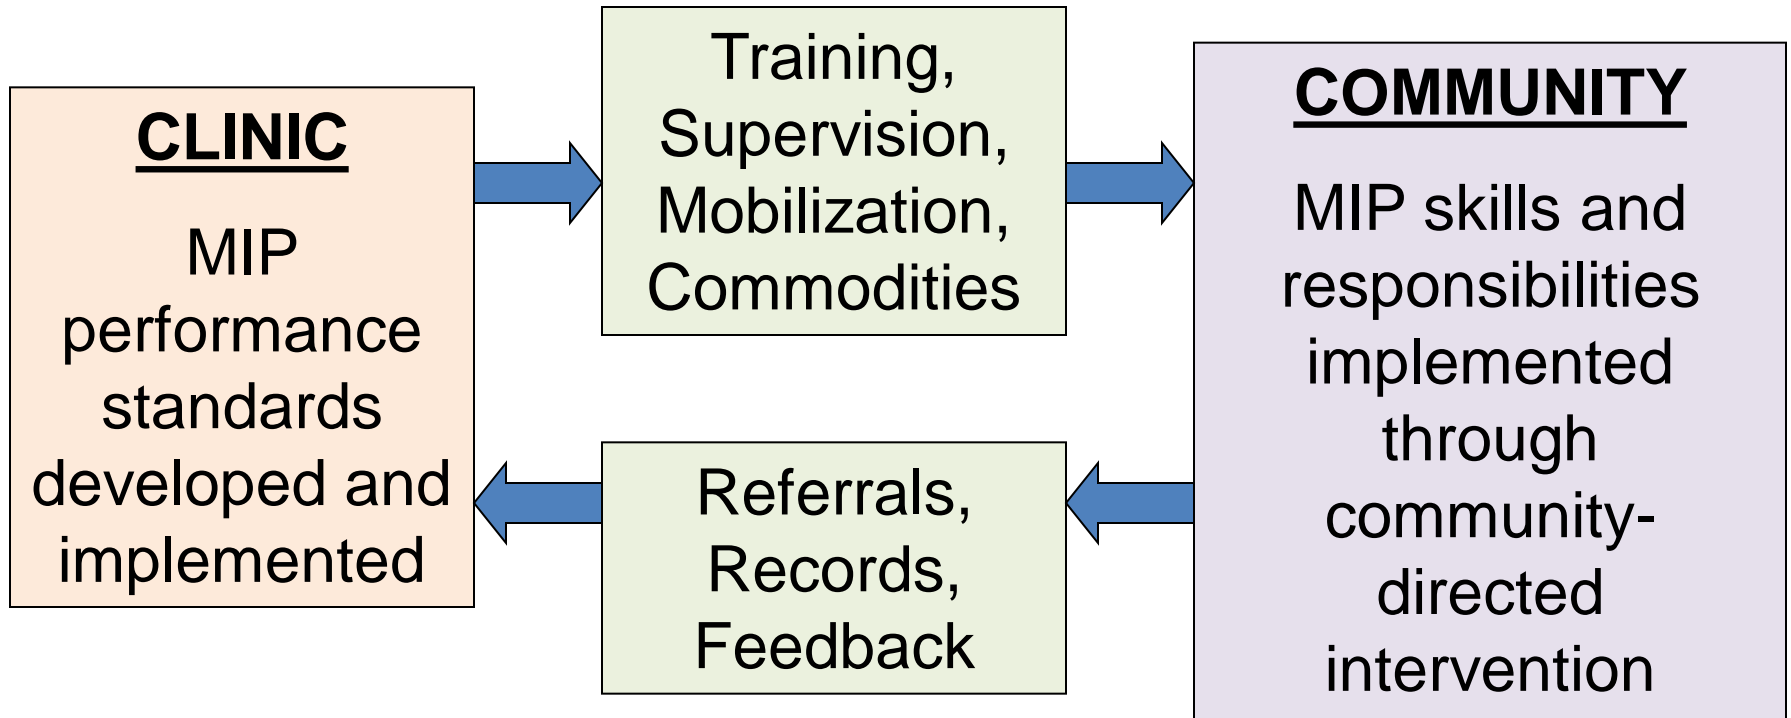 CLINIC
MIP
performance
standards
developed and
implemented
Training,
Supervision,
Mobilization,
Commodities
Referrals,
Records,
Feedback
COMMUNITY
MIP skills and
responsibilities
implemented
through
community-
directed
intervention